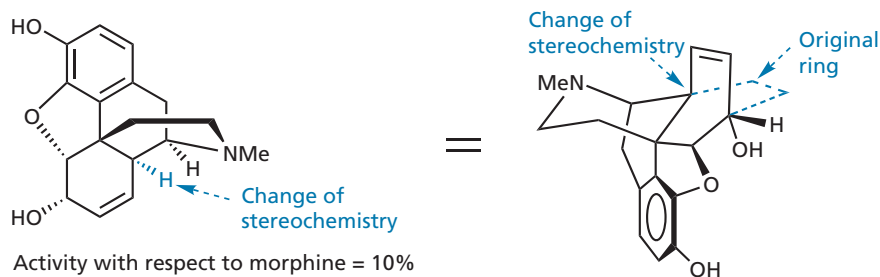 HO
O
HO
H
H
NMe
Change of
stereochemistry
Activity with respect to morphine = 10%
=
Change of
stereochemistry
Original
ring
MeN
H
OH
O
OH